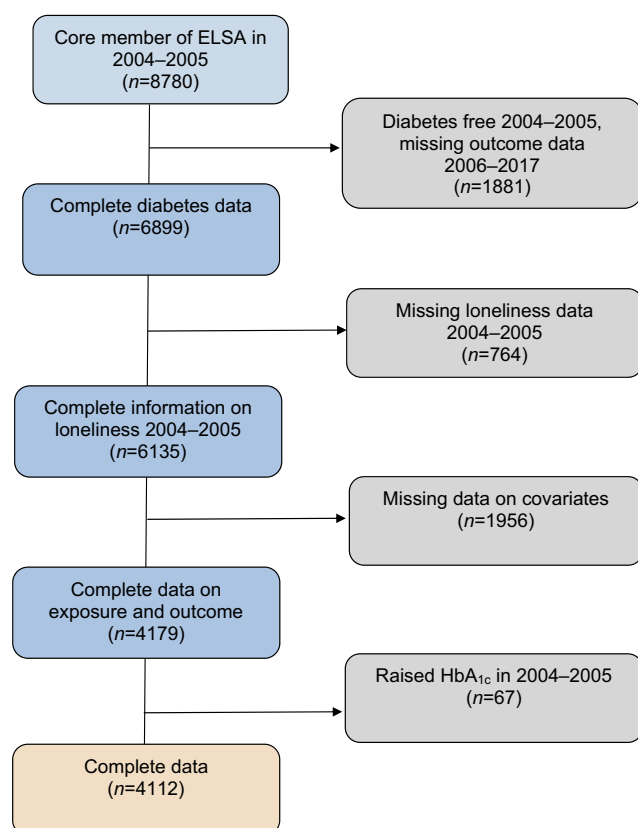 Core member of ELSA in
2004–2005
(n=8780)
Diabetes free 2004–2005,
missing outcome data
2006–2017
(n=1881)
Complete diabetes data
(n=6899)
Missing loneliness data
2004–2005
(n=764)
Complete information on
loneliness 2004–2005
(n=6135)
Missing data on covariates
(n=1956)
Complete data on
exposure and outcome
(n=4179)
Raised HbA1c in 2004–2005
(n=67)
Complete data
(n=4112)